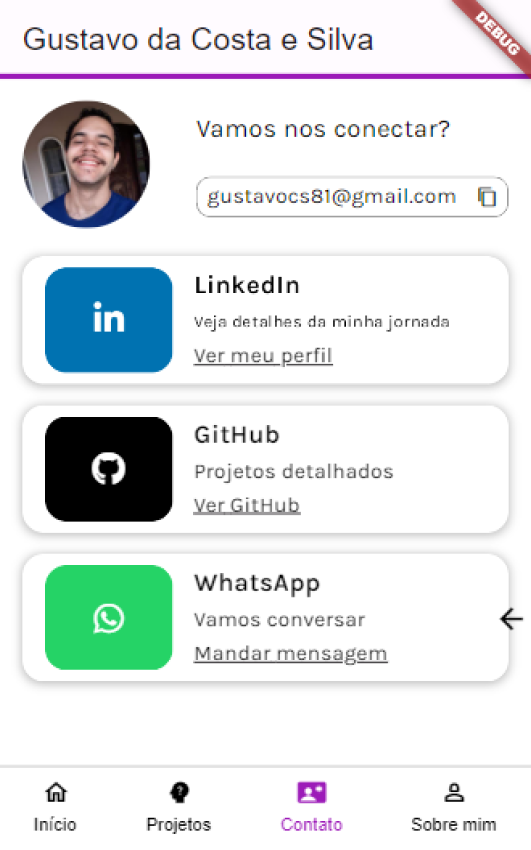 Gustavo da Costa e Silva
DEBUG
Vamos nos conectar?
gustavocs81@gmail.com
in
LinkedIn
Veja detalhes da minha jornada
Ver meu perfil
GitHub
Projetos detalhados
Ver GitHub
WhatsApp
Vamos conversar
Mandar mensagem
Início
Projetos
Contato
Sobre mim